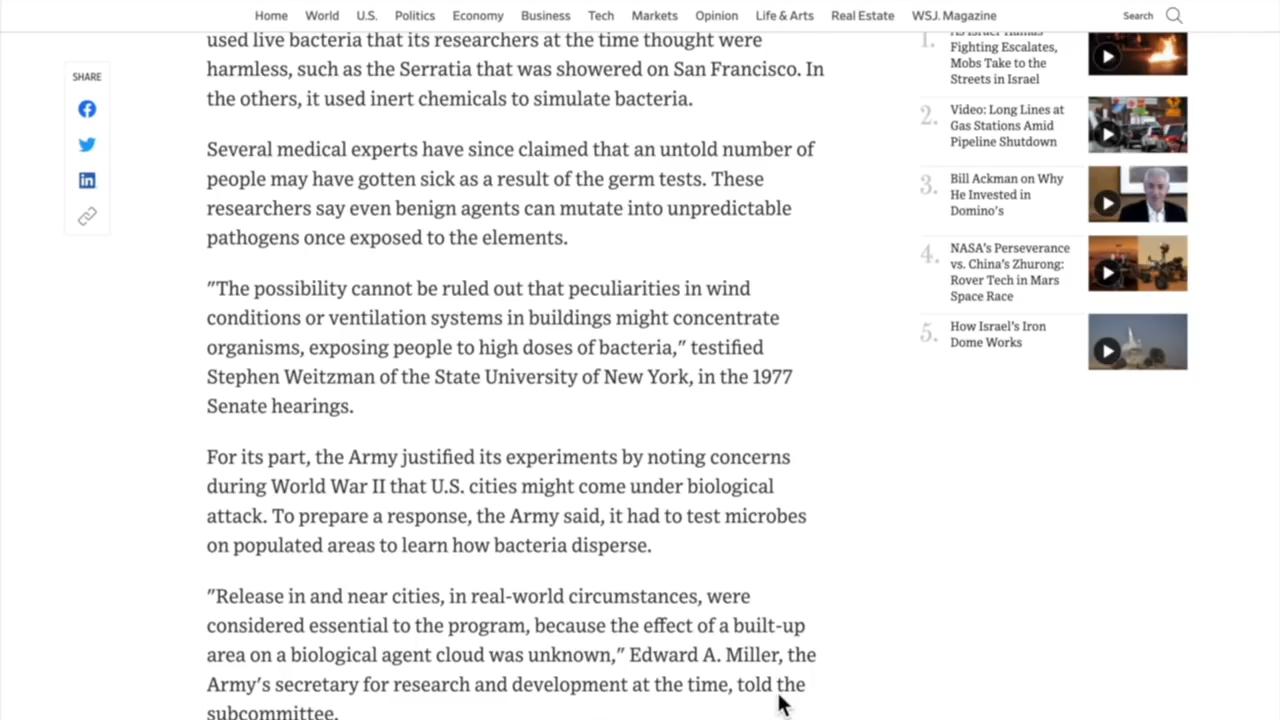 Home World U.S. Politics Economy Business Tech Markets Opinion Life & Arts Real Estate WSJ. Magazine Search
SHARE
used live bacteria that its researchers at the time thought were
harmless, such as the Serratia that was showered on San Francisco. In
the others, it used inert chemicals to simulate bacteria.
Several medical experts have since claimed that an untold number of
people may have gotten sick as a result of the germ tests. These
researchers say even benign agents can mutate into unpredictable
pathogens once exposed to the elements.
"The possibility cannot be ruled out that peculiarities in wind
conditions or ventilation systems in buildings might concentrate
organisms, exposing people to high doses of bacteria," testified
Stephen Weitzman of the State University of New York, in the 1977
Senate hearings.
For its part, the Army justified its experiments by noting concerns
during World War II that U.S. cities might come under biological
attack. To prepare a response, the Army said, it had to test microbes
on populated areas to learn how bacteria disperse.
"Release in and near cities, in real-world circumstances, were
considered essential to the program, because the effect of a built-up
area on a biological agent cloud was unknown," Edward A. Miller, the
Army's secretary for research and development at the time, told the
subcommittee.
1. As Israel-Hamas
Fighting Escalates,
Mobs Take to the
Streets in Israel
2. Video: Long Lines at
Gas Stations Amid
Pipeline Shutdown
3. Bill Ackman on Why
He Invested in
Domino's
4. NASA's Perseverance
vs. China's Zhurong:
Rover Tech in Mars
Space Race
5. How Israel's Iron
Dome Works